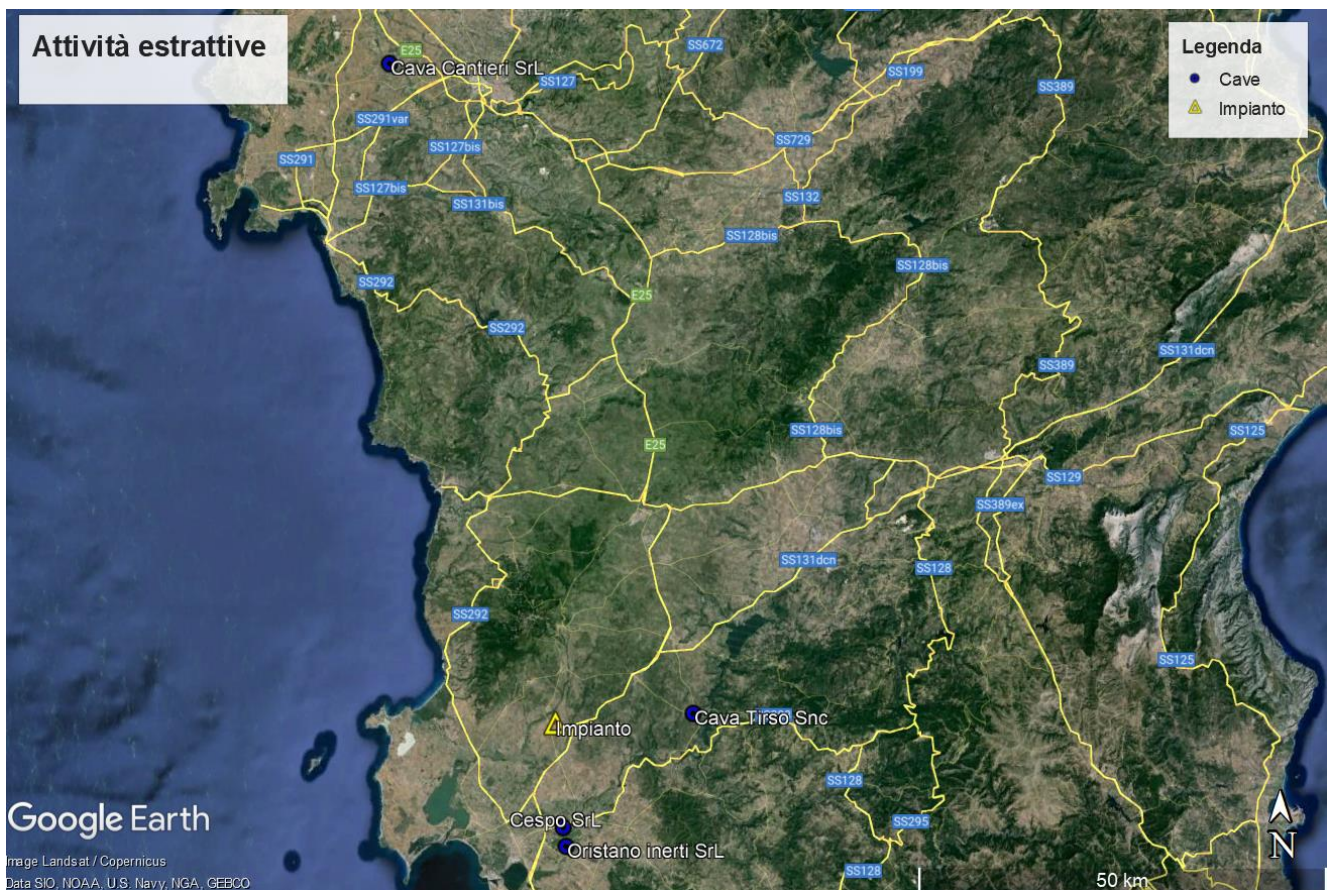 Attività estrattive
Legenda
Cave
Impianto
E25
Cava Cantieri SrL
SS672
SS127
SS199
SS389
SS291var
SS729
SS127bis
SS291
SS127bis
SS132
SS131bis
SS128bis
SS128bis
SS292
E25
SS292
SS131dcn
SS389
SS128bis
SS125
E25
SS129
SS389ex
SS131dcn
SS128
SS292
SS125
Cava Tirso Snc
Impianto
SS128
Cespo SrL
SS295
Oristano inerti SrL
SS128
Google Earth
N
Image Landsat / Copernicus
Data SIO, NOAA, U.S. Navy, NGA, GEBCO
50 km